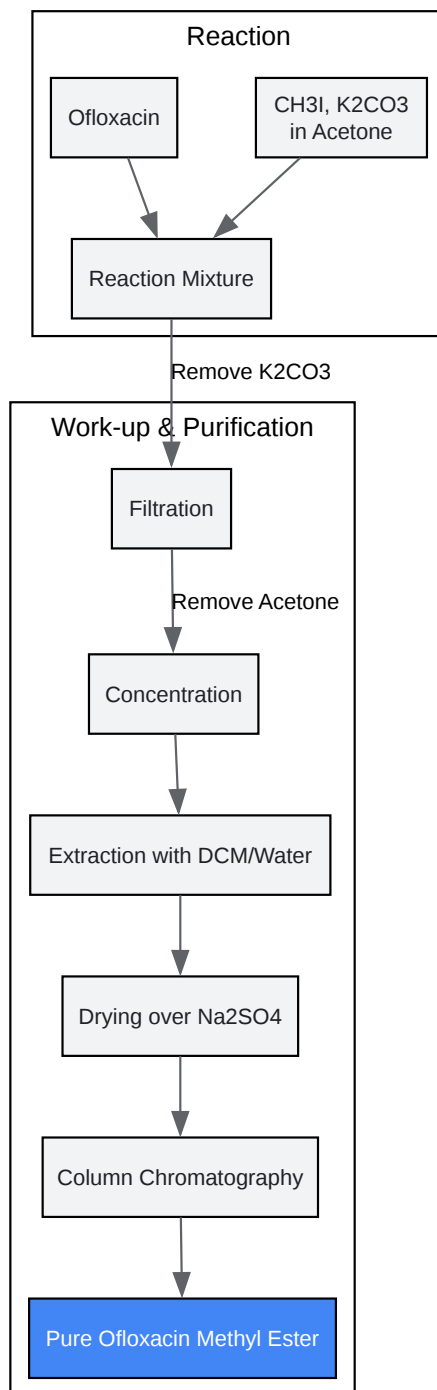 Reaction
Ofloxacin
CH3I, K2CO3
in Acetone
Reaction Mixture
Remove K2CO3
Work-up & Purification
Filtration
Remove Acetone
Concentration
Extraction with DCM/Water
Drying over Na2SO4
Column Chromatography
Pure Ofloxacin Methyl Ester